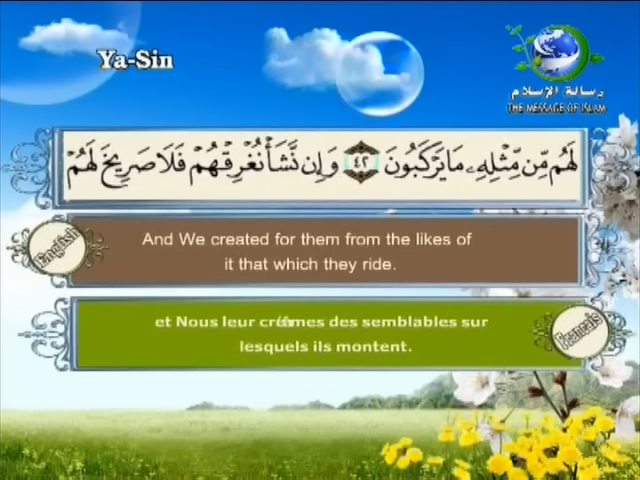 Ya-Sin
رسالة الإسلام
THE MESSAGE OF ISLAM
لَهُم مِّن مِّثْلِهِۦ مَا يَرْكَبُونَ ٤٢ وَإِن نَّشَأْ نُغْرِقْهُمْ فَلَا صَرِيخَ لَهُمْ
English
And We created for them from the likes of
it that which they ride.
et Nous leur créâmes des semblables sur
lesquels ils montent.
Francais